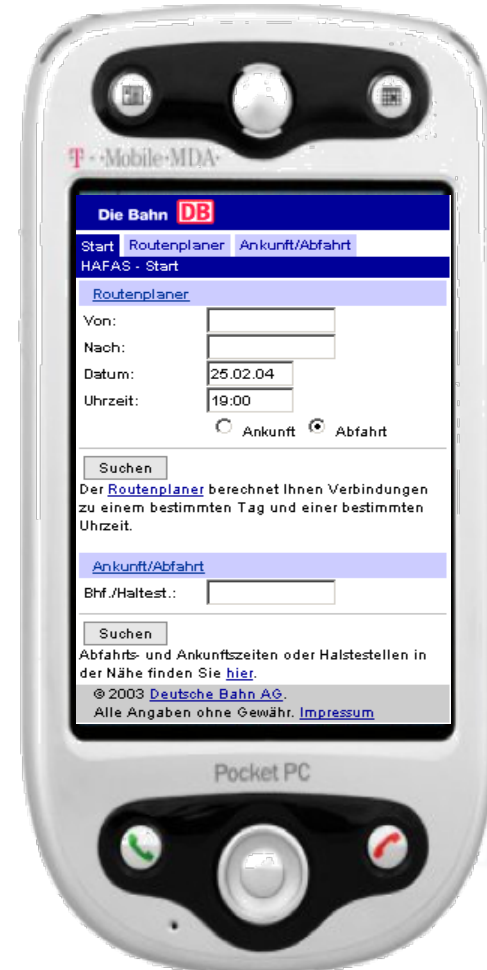 T··Mobile·MDA·
Die Bahn DB
Start Routenplaner Ankunft/Abfahrt
HAFAS - Start
Routenplaner
Von:
Nach:
Datum: 25.02.04
Uhrzeit: 19:00
Ankunft Abfahrt
Suchen
Der Routenplaner berechnet Ihnen Verbindungen
zu einem bestimmten Tag und einer bestimmten
Uhrzeit.
Ankunft/Abfahrt
Bhf./Haltest.:
Suchen
Abfahrts- und Ankunftszeiten oder Halstestellen in
der Nähe finden Sie hier.
© 2003 Deutsche Bahn AG.
Alle Angaben ohne Gewähr. Impressum
Pocket PC